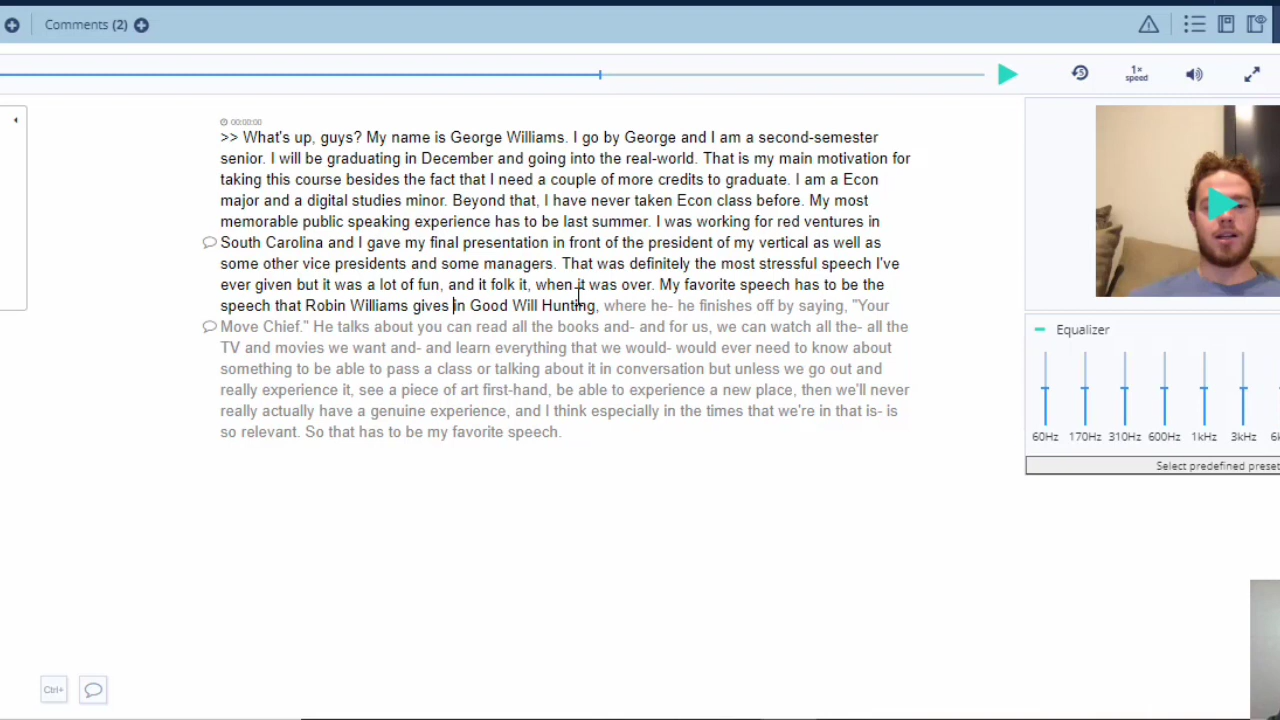 Comments (2)
1x
speed
00:00:00
>> What's up, guys? My name is George Williams. I go by George and I am a second-semester
senior. I will be graduating in December and going into the real-world. That is my main motivation for
taking this course besides the fact that I need a couple of more credits to graduate. I am a Econ
major and a digital studies minor. Beyond that, I have never taken Econ class before. My most
memorable public speaking experience has to be last summer. I was working for red ventures in
South Carolina and I gave my final presentation in front of the president of my vertical as well as
some other vice presidents and some managers. That was definitely the most stressful speech I've
ever given but it was a lot of fun, and it folk it, when it was over. My favorite speech has to be the
speech that Robin Williams gives in Good Will Hunting, where he- he finishes off by saying, "Your
Move Chief." He talks about you can read all the books and- and for us, we can watch all the- all the
TV and movies we want and- and learn everything that we would- would ever need to know about
something to be able to pass a class or talking about it in conversation but unless we go out and
really experience it, see a piece of art first-hand, be able to experience a new place, then we'll never
really actually have a genuine experience, and I think especially in the times that we're in that is- is
so relevant. So that has to be my favorite speech.
Equalizer
60Hz 170Hz 310Hz 600Hz 1kHz 3kHz 6k
Select predefined preset
Ctrl+